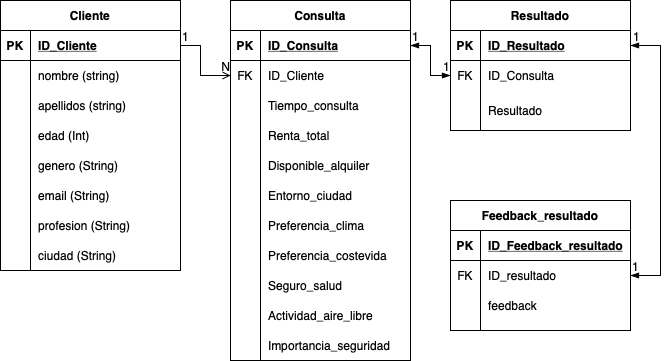 Cliente
PK ID_Cliente
nombre (string)
apellidos (string)
edad (Int)
genero (String)
email (String)
profesion (String)
ciudad (String)
1
N
Consulta
PK ID_Consulta
FK ID_Cliente
Tiempo_consulta
Renta_total
Disponible_alquiler
Entorno_ciudad
Preferencia_clima
Preferencia_costevida
Seguro_salud
Actividad_aire_libre
Importancia_seguridad
1
1
Resultado
PK ID_Resultado
FK ID_Consulta
Resultado
1
1
Feedback_resultado
PK ID_Feedback_resultado
FK ID_resultado
feedback